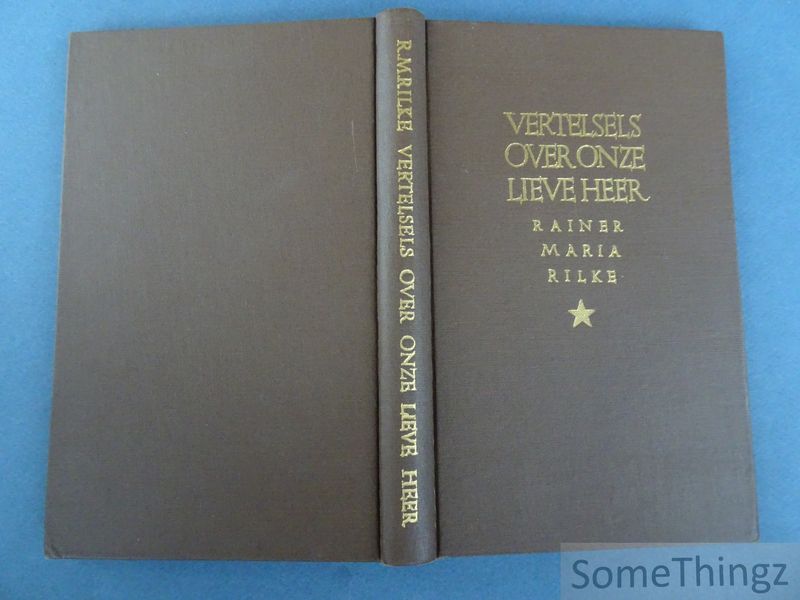 R.M.RILKE VERTELSELS OVER ONZE LIEVE HEER
VERTELSELS
OVER ONZE
LIEVE HEER
RAINER
MARIA
RILKE
SomeThingz